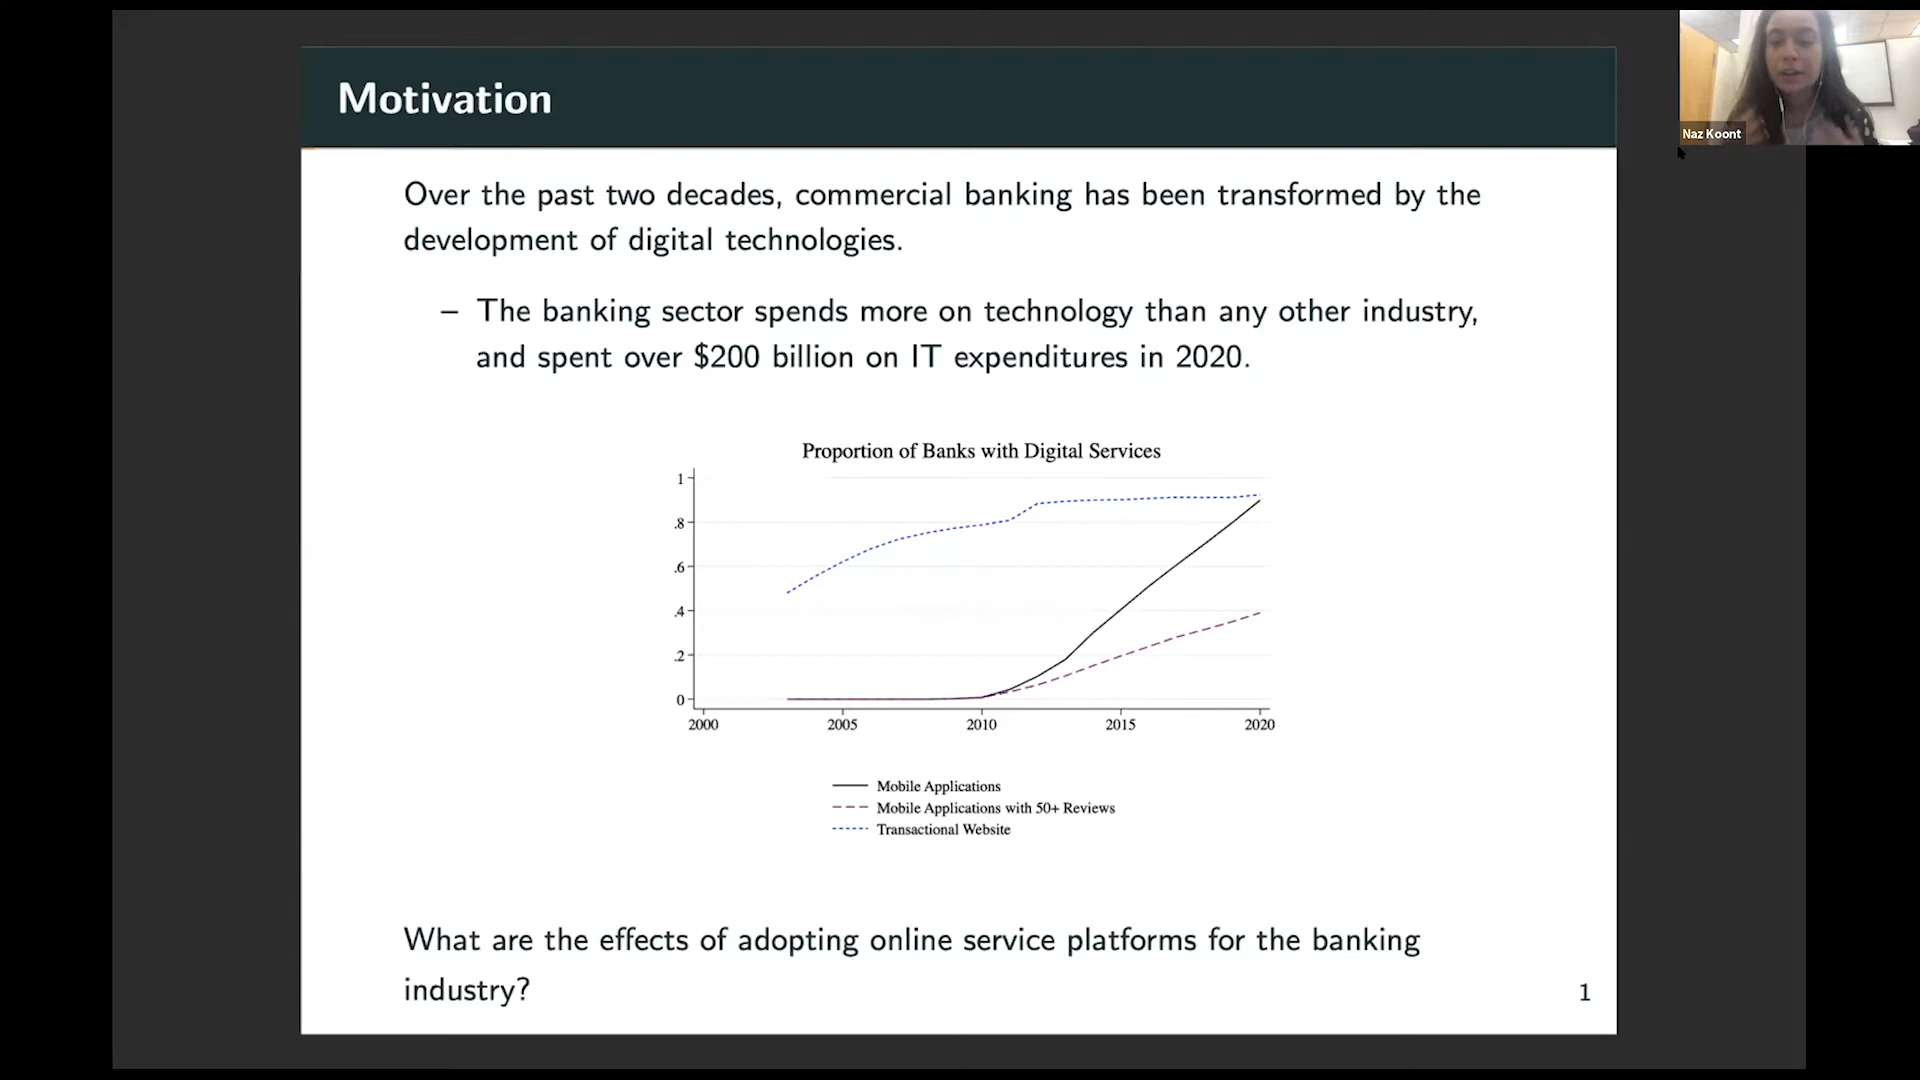 Motivation
Naz Koont
Over the past two decades, commercial banking has been transformed by the
development of digital technologies.
– The banking sector spends more on technology than any other industry,
and spent over $200 billion on IT expenditures in 2020.
Proportion of Banks with Digital Services
1
.8
.6
.4
.2
0
2000 2005 2010 2015 2020
Mobile Applications
Mobile Applications with 50+ Reviews
Transactional Website
What are the effects of adopting online service platforms for the banking
industry?
1